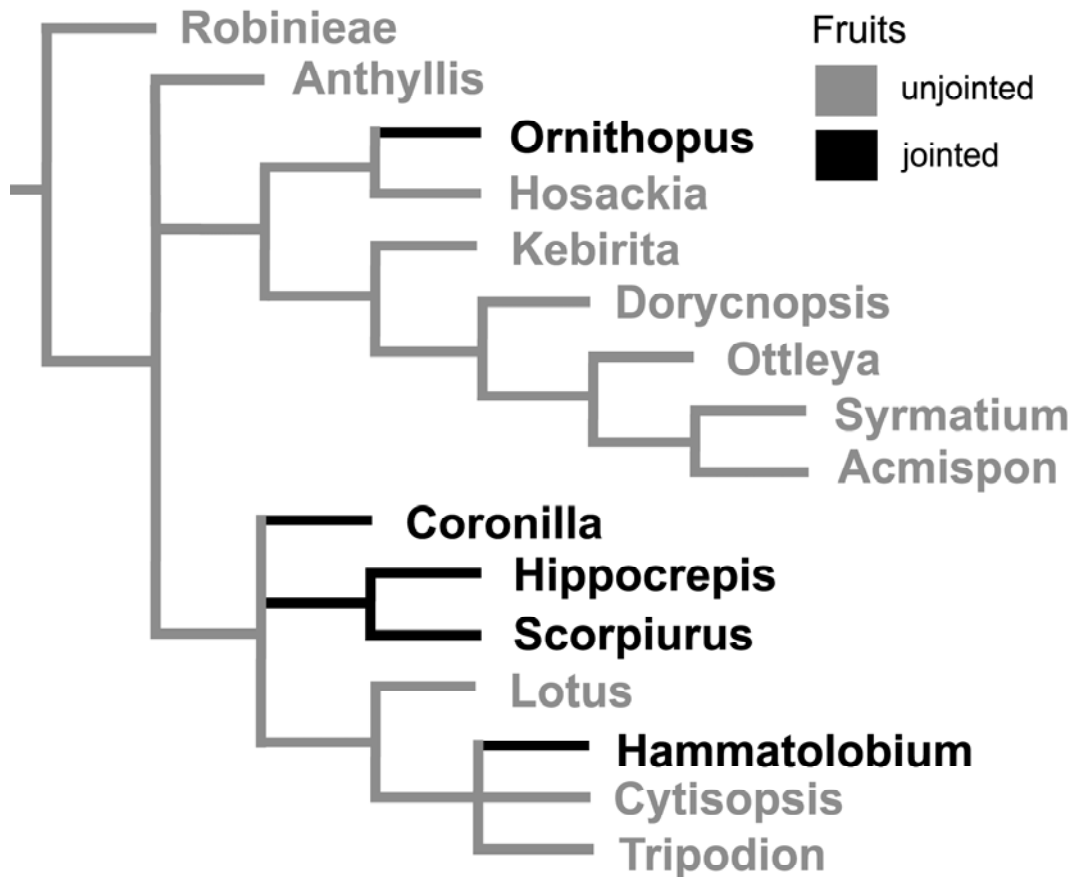 Robinieae
Anthyllis
Ornithopus
Hosackia
Kebirita
Dorycnopsis
Ottleya
Syrmatium
Acmispon
Coronilla
Hippocrepis
Scorpiurus
Lotus
Hammatolobium
Cytisopsis
Tripodion
Fruits
unjointed
jointed